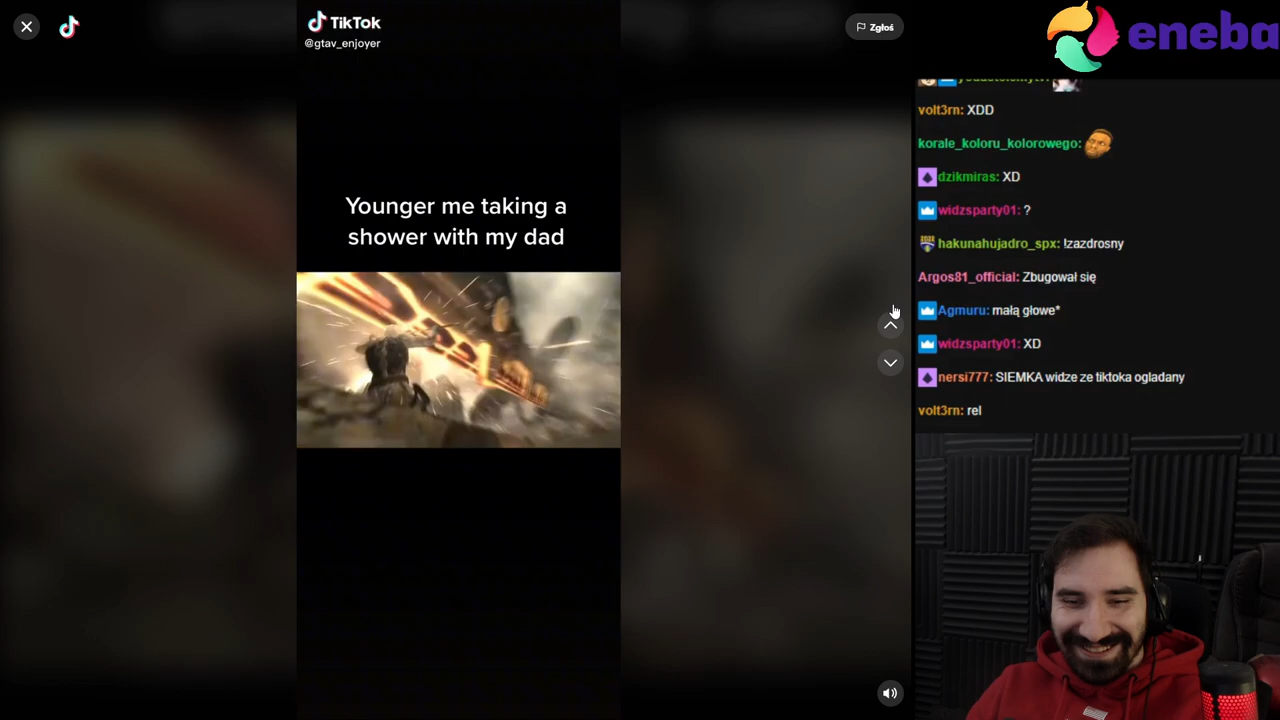 TikTok
@gtav_enjoyer
Zgłoś
eneba
Younger me taking a
shower with my dad
volt3rn: XDD
korale_koloru_kolorowego:
dzikmiras: XD
widzsparty01: ?
hakunahujadro_spx: !zazdrosny
Argos81_official: Zbugował się
Agmuru: małą głowe*
widzsparty01: XD
nersi777: SIEMKA widze ze tiktoka ogladany
volt3rn: rel